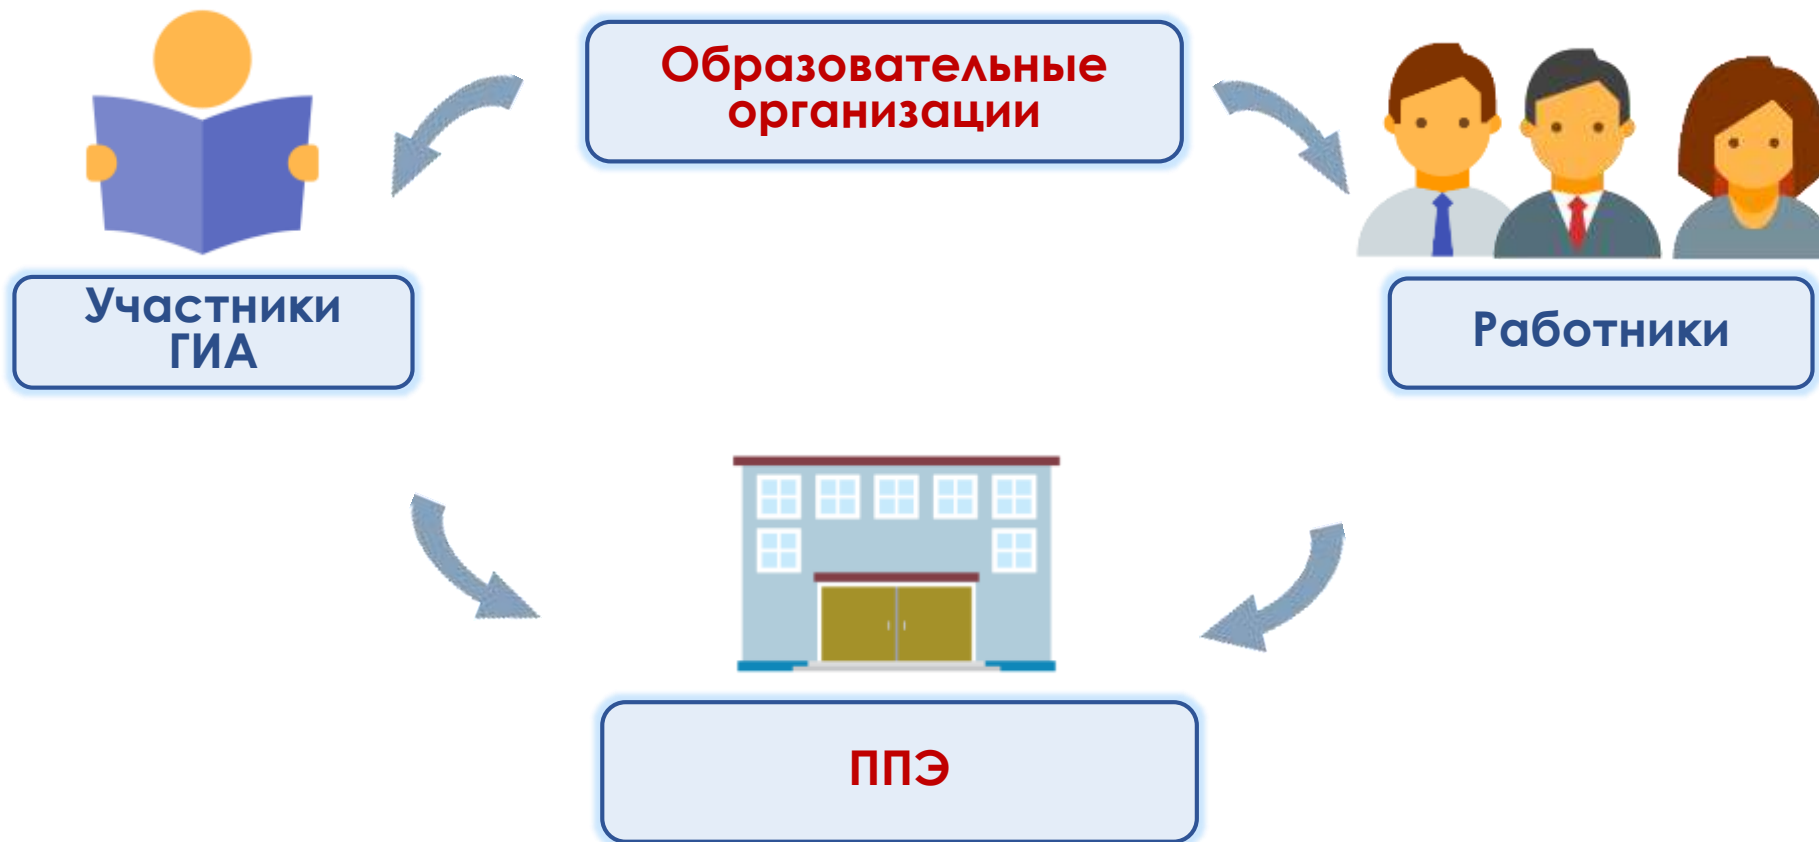 Образовательные
организации
Участники
ГИА
Работники
ППЭ